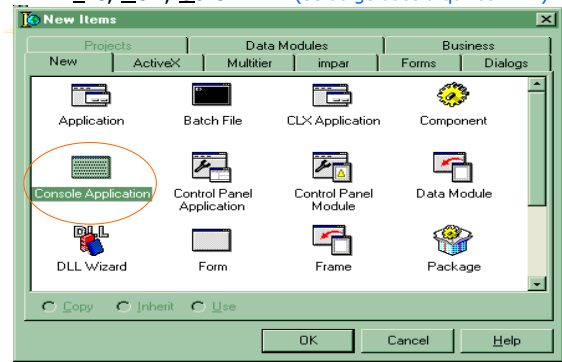 New Items
Projects Data Modules Business
New ActiveX Multitier impar Forms Dialogs
Application Batch File CLX Application Component
Console Application Control Panel Application Control Panel Module Data Module
DLL Wizard Form Frame Package
Copy Inherit Use
OK Cancel Help